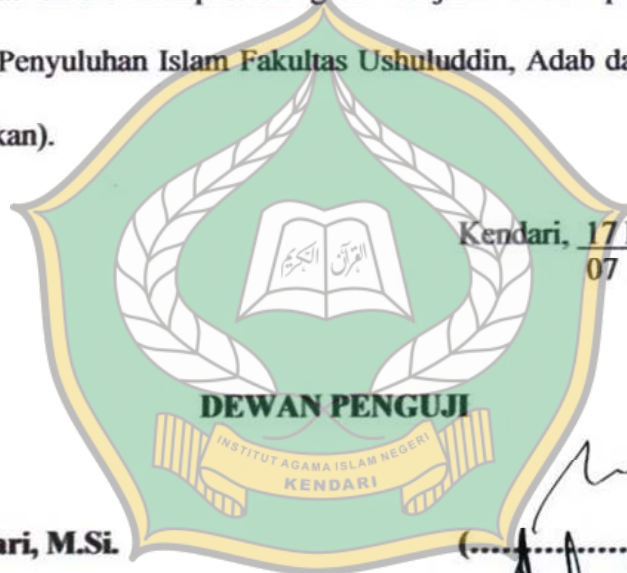 Penyuluhan Islam Fakultas Ushuluddin, Adab
kan).
Kendari, 17
07
القرآن الكريم
DEWAN PENGUJI
INSTITUT AGAMA ISLAM NEGERI
KENDARI
ari, M.Si. (..............